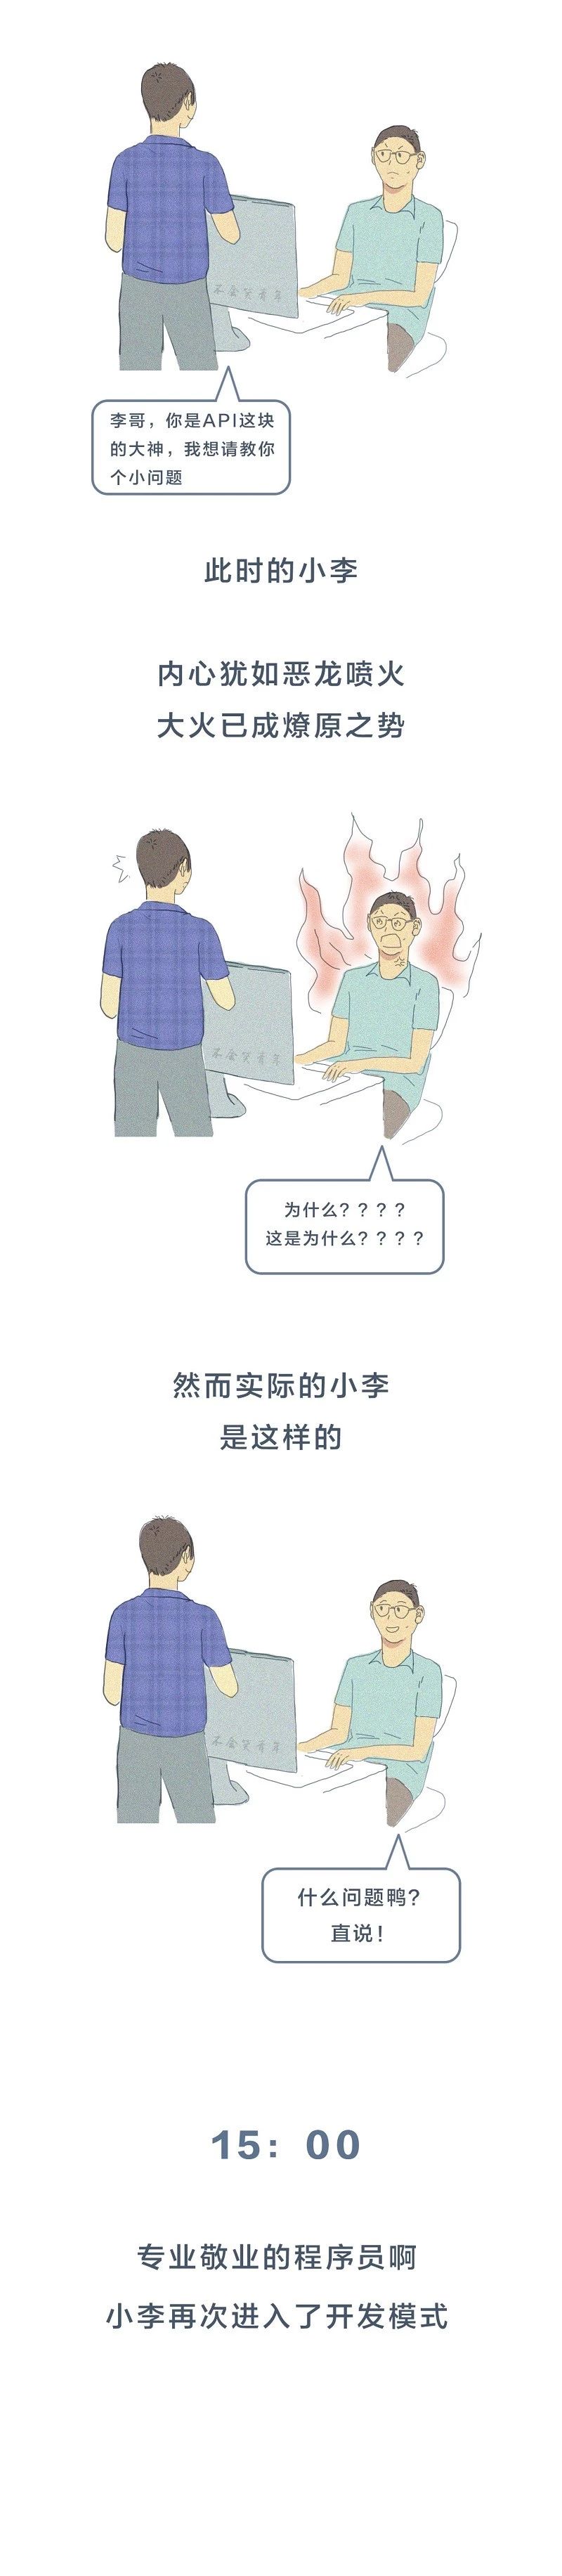 不会笑青年
李哥，你是API这块
的大神，我想请教你
个小问题
此时的小李
内心犹如恶龙喷火
大火已成燎原之势
不会笑青年
为什么？？？？
这是为什么？？？？
然而实际的小李
是这样的
不会笑青年
什么问题鸭？
直说！
15：00
专业敬业的程序员啊
小李再次进入了开发模式